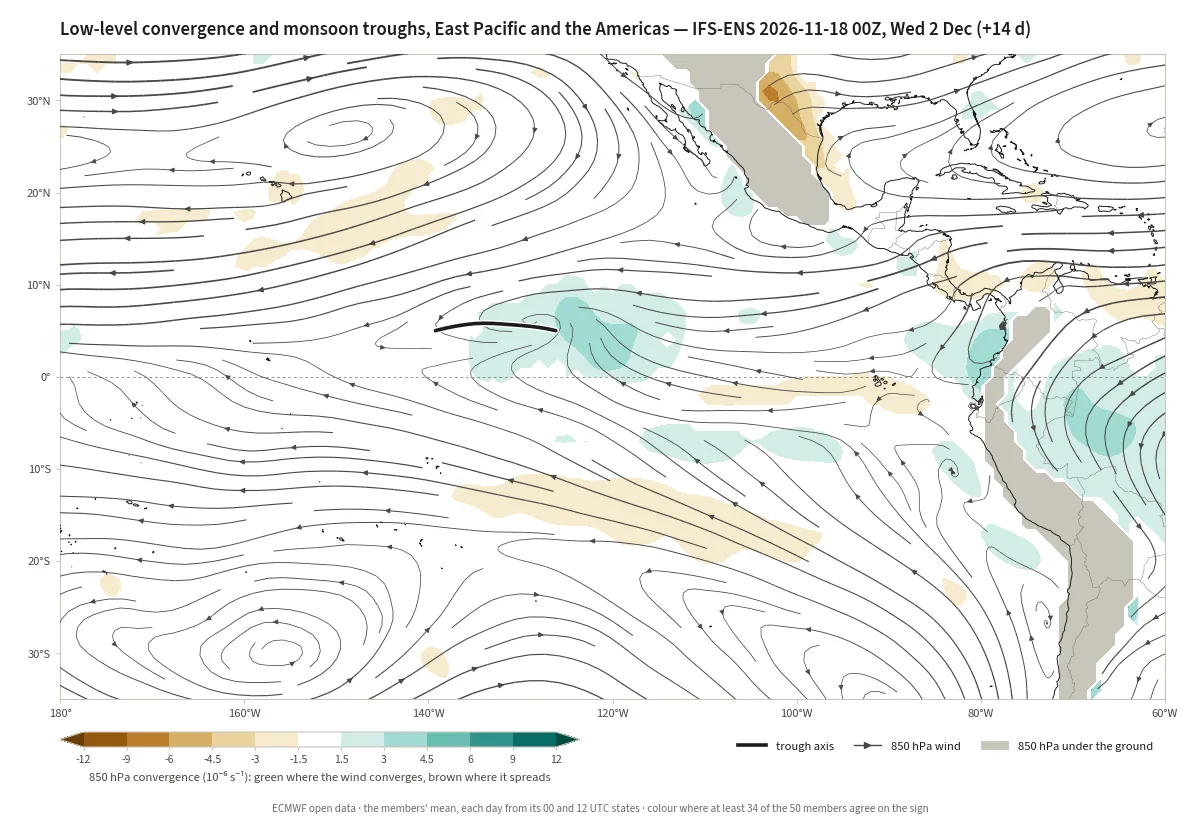 Low-level convergence and monsoon troughs, East Pacific and the Americas — IFS-ENS 2026-11-18 00Z, Wed 2 Dec (+14 d)
30°N
20°N
10°N
0°
10°S
20°S
30°S
180° 160°W 140°W 120°W 100°W 80°W 60°W
-12 -9 -6 -4.5 -3 -1.5 1.5 3 4.5 6 9 12
850 hPa convergence (10⁻⁶ s⁻¹): green where the wind converges, brown where it spreads
trough axis 850 hPa wind 850 hPa under the ground
ECMWF open data · the members' mean, each day from its 00 and 12 UTC states · colour where at least 34 of the 50 members agree on the sign